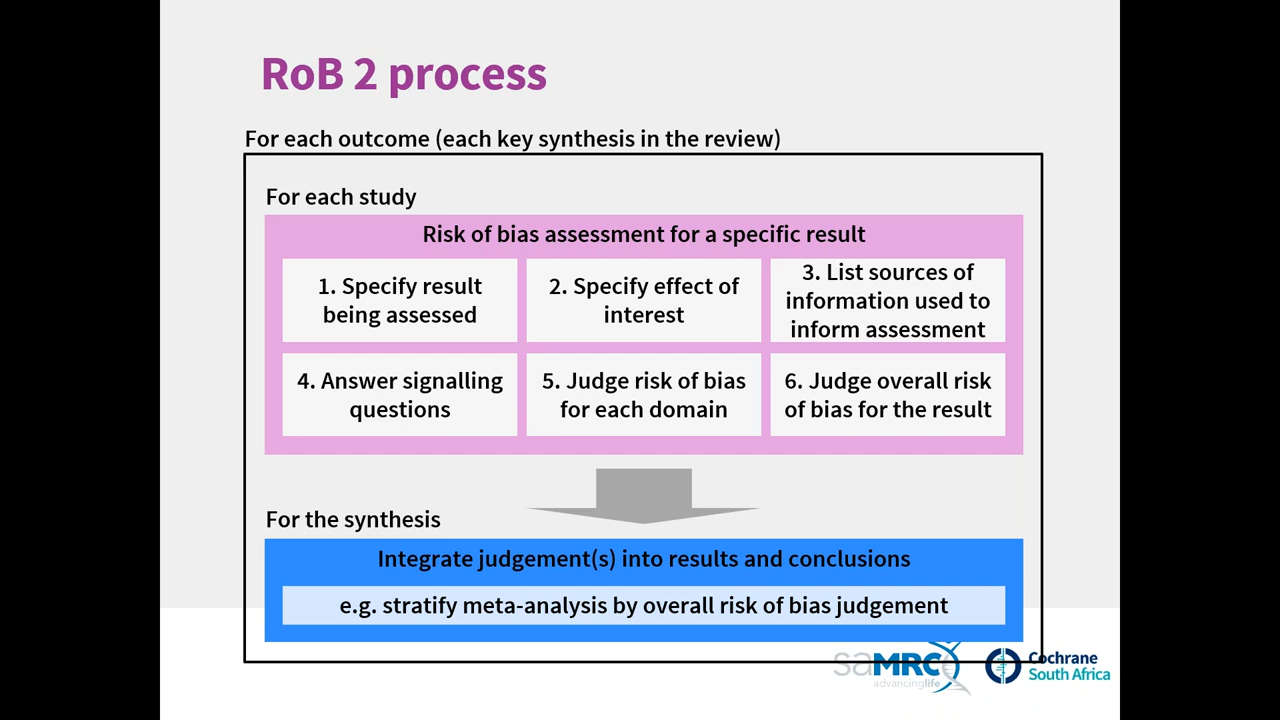 RoB 2 process
For each outcome (each key synthesis in the review)
For each study
Risk of bias assessment for a specific result
1. Specify result
being assessed
2. Specify effect of
interest
3. List sources of
information used to
inform assessment
4. Answer signalling
questions
5. Judge risk of bias
for each domain
6. Judge overall risk
of bias for the result
For the synthesis
Integrate judgement(s) into results and conclusions
e.g. stratify meta-analysis by overall risk of bias judgement
saMRC
advancinglife
Cochrane
South Africa